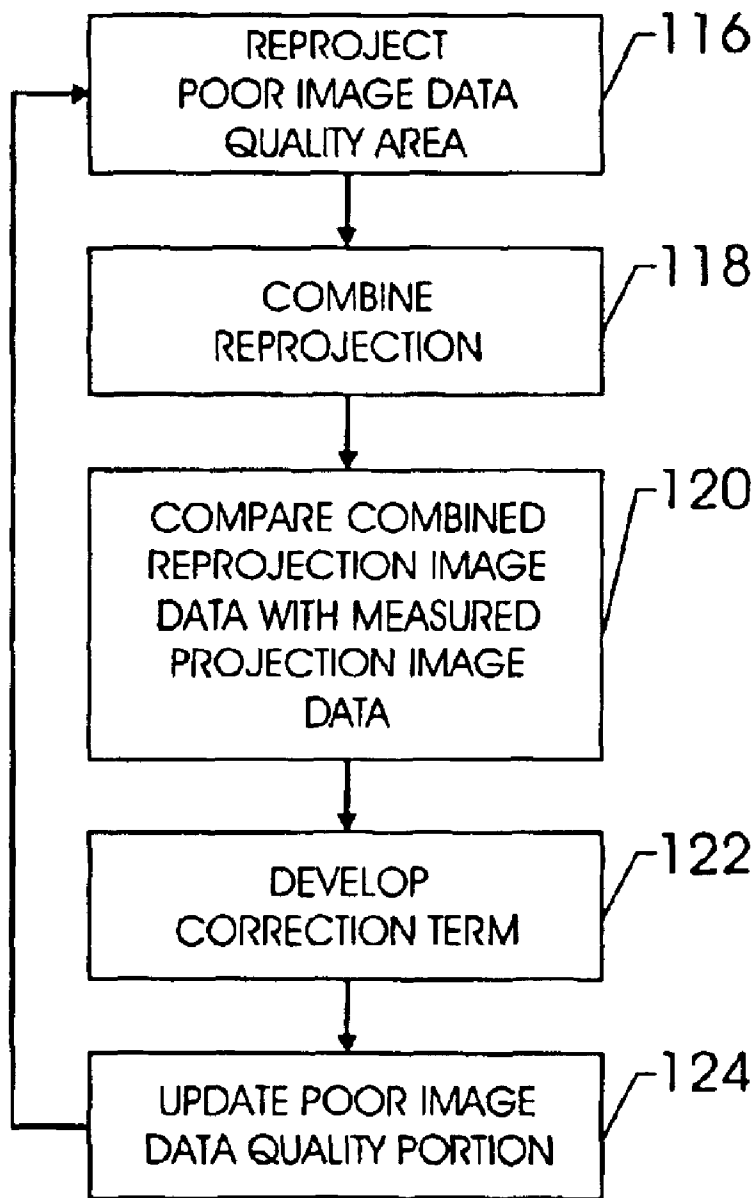 REPROJECT
POOR IMAGE DATA
QUALITY AREA
116
COMBINE
REPROJECTION
118
COMPARE COMBINED
REPROJECTION IMAGE
DATA WITH MEASURED
PROJECTION IMAGE
DATA
120
DEVELOP
CORRECTION TERM
122
UPDATE POOR IMAGE
DATA QUALITY PORTION
124